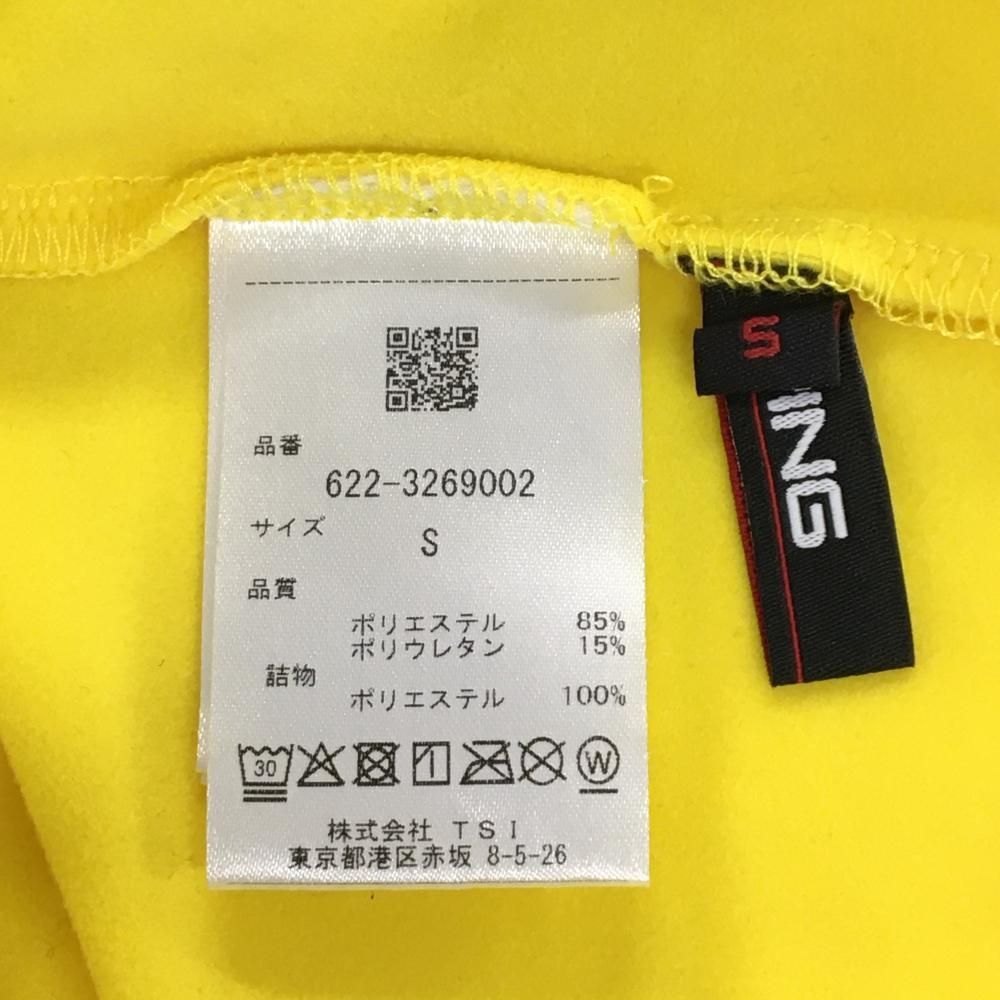 品番
622-3269002
サイズ
S
品質
ポリエステル 85%
ポリウレタン 15%
詰物
ポリエステル 100%
30
W
株式会社 TSI
東京都港区赤坂 8-5-26
S
ING